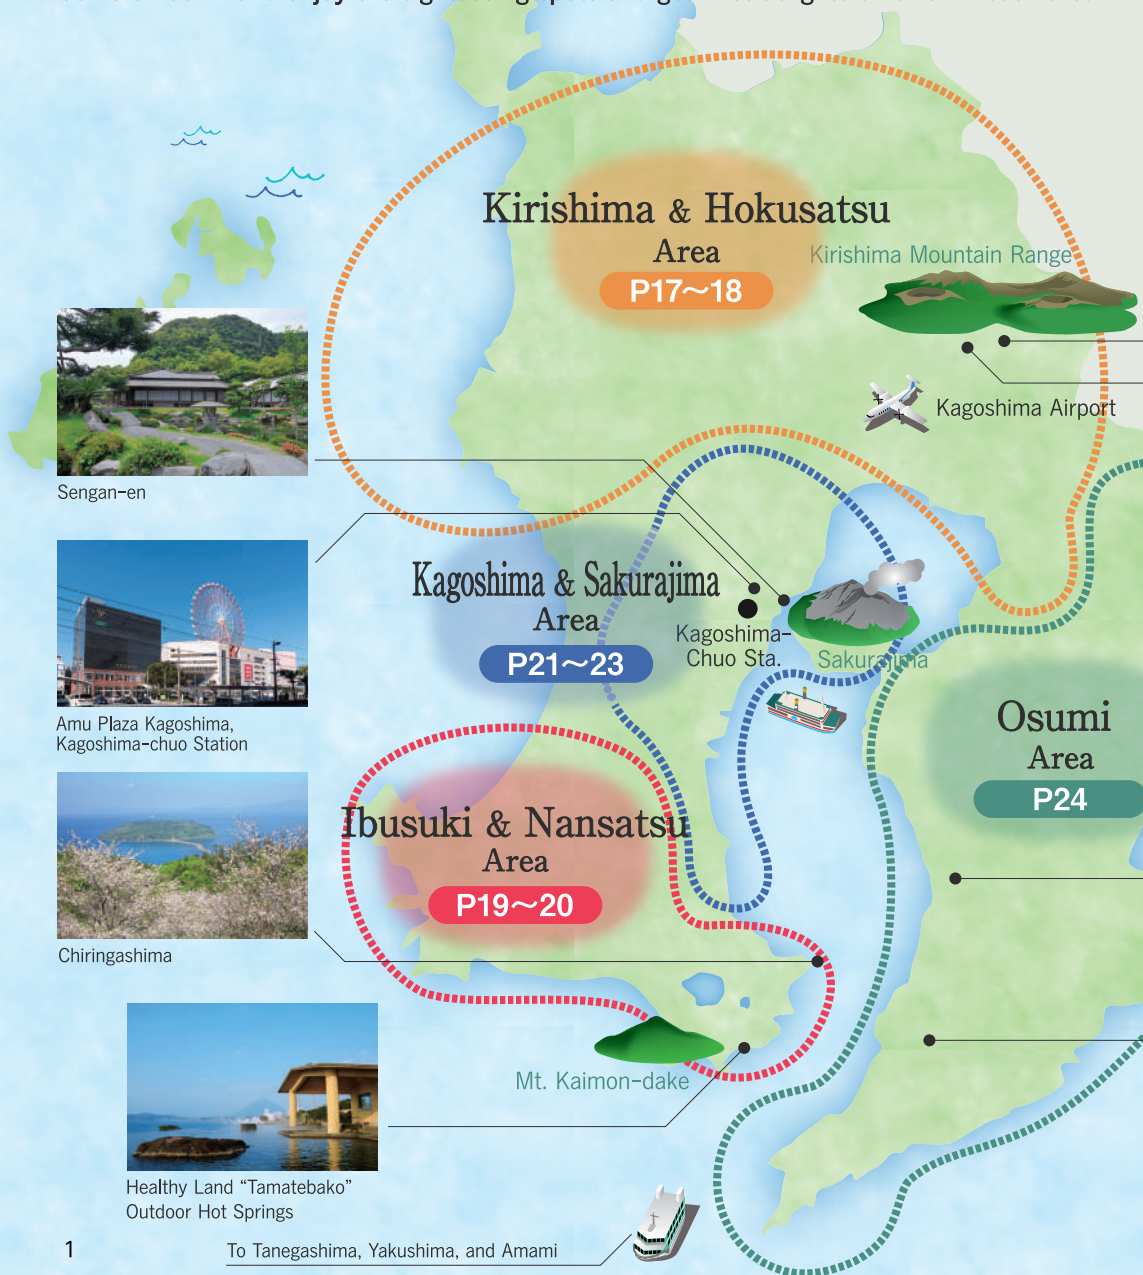 Kirishima & Hokusatsu
Area
P17～18
Kirishima Mountain Range
Kagoshima Airport
Sengan-en
Kagoshima & Sakurajima
Area
P21～23
Kagoshima-
Chuo Sta.
Sakurajima
Amu Plaza Kagoshima,
Kagoshima-chuo Station
Osumi
Area
P24
Ibusuki & Nansatsu
Area
P19～20
Chiringashima
Mt. Kaimon-dake
Healthy Land “Tamatebako”
Outdoor Hot Springs
1
To Tanegashima, Yakushima, and Amami